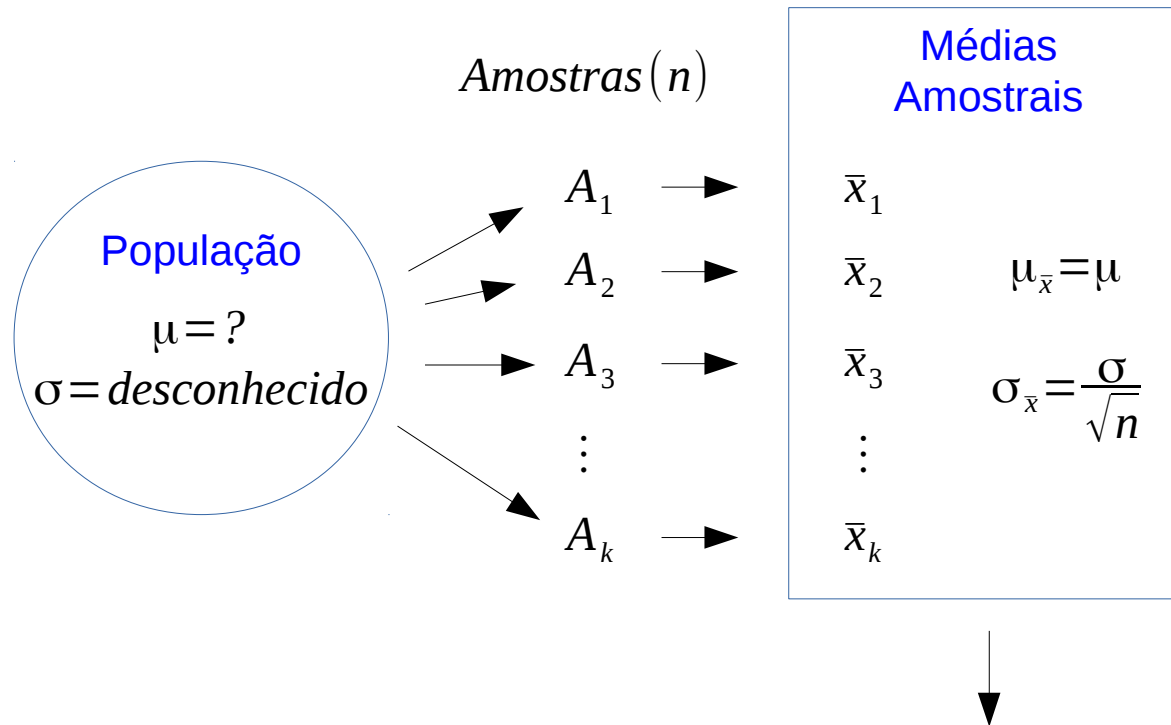 Amostras(n)
Médias
Amostrais
População
μ=?
σ=desconhecido
A₁
x̄₁
A₂
x̄₂
μx̄=μ
A₃
x̄₃
σx̄=σ/√n
⋮
⋮
Aₖ
x̄ₖ